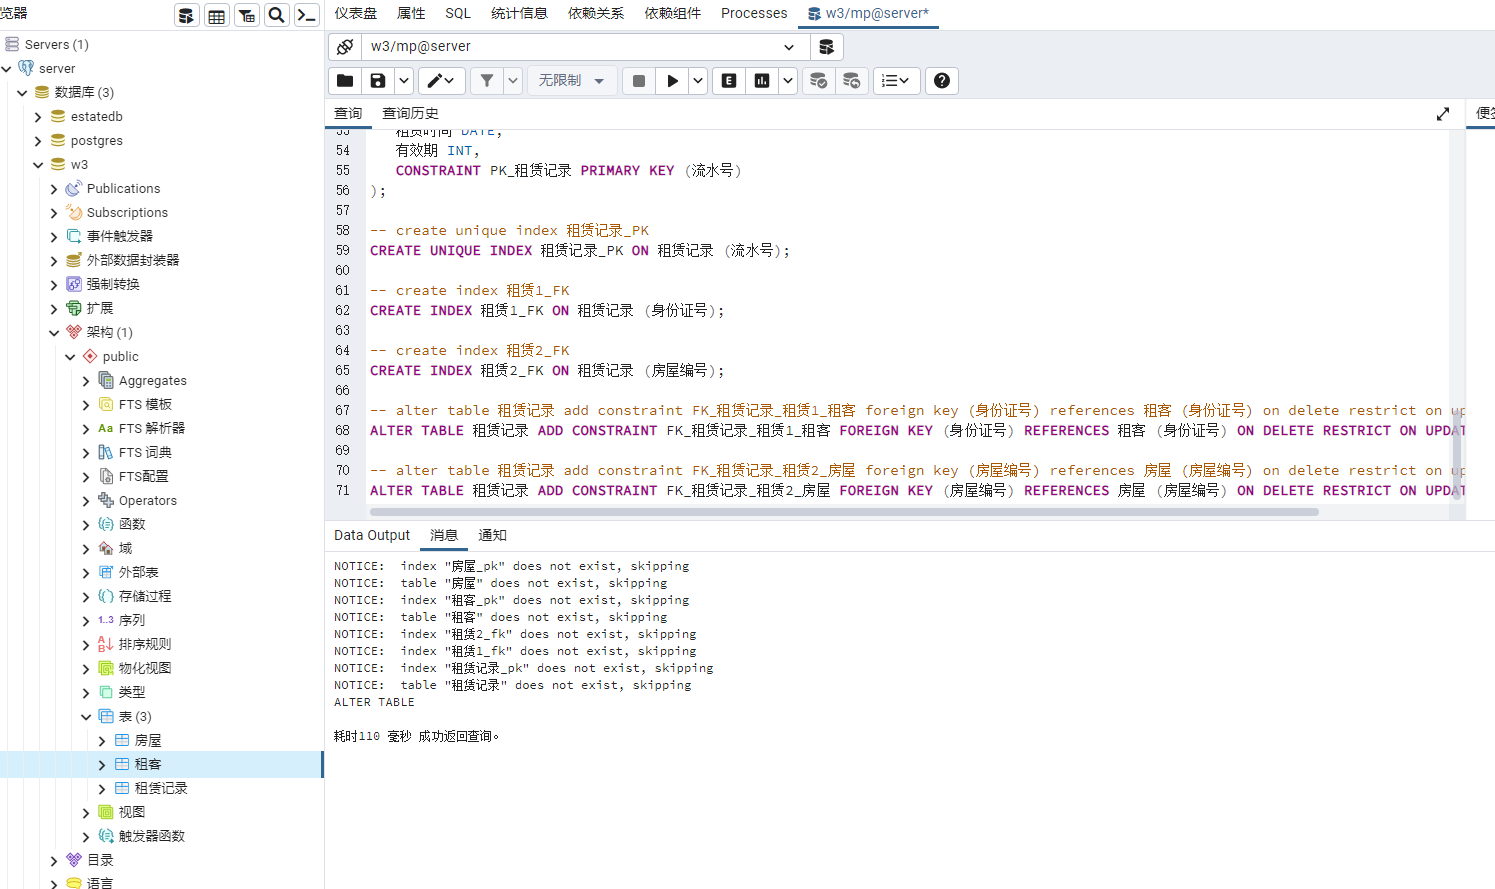 览器
仪表盘 属性 SQL 统计信息 依赖关系 依赖组件 Processes w3/mp@server*
Servers (1)
server
数据库 (3)
estatedb
postgres
w3
Publications
Subscriptions
事件触发器
外部数据封装器
强制转换
扩展
架构 (1)
public
Aggregates
FTS 模板
Aa FTS 解析器
FTS 词典
FTS配置
Operators
函数
域
外部表
存储过程
1..3 序列
排序规则
物化视图
类型
表 (3)
房屋
租客
租赁记录
视图
触发器函数
目录
语言
w3/mp@server
无限制
E
查询 查询历史
53 租赁时间 DATE,
54 有效期 INT,
55 CONSTRAINT PK_租赁记录 PRIMARY KEY (流水号)
56 );
57
58 -- create unique index 租赁记录_PK
59 CREATE UNIQUE INDEX 租赁记录_PK ON 租赁记录 (流水号);
60
61 -- create index 租赁1_FK
62 CREATE INDEX 租赁1_FK ON 租赁记录 (身份证号);
63
64 -- create index 租赁2_FK
65 CREATE INDEX 租赁2_FK ON 租赁记录 (房屋编号);
66
67 -- alter table 租赁记录 add constraint FK_租赁记录_租赁1_租客 foreign key (身份证号) references 租客 (身份证号) on delete restrict on up
68 ALTER TABLE 租赁记录 ADD CONSTRAINT FK_租赁记录_租赁1_租客 FOREIGN KEY (身份证号) REFERENCES 租客 (身份证号) ON DELETE RESTRICT ON UPDAT
69
70 -- alter table 租赁记录 add constraint FK_租赁记录_租赁2_房屋 foreign key (房屋编号) references 房屋 (房屋编号) on delete restrict on up
71 ALTER TABLE 租赁记录 ADD CONSTRAINT FK_租赁记录_租赁2_房屋 FOREIGN KEY (房屋编号) REFERENCES 房屋 (房屋编号) ON DELETE RESTRICT ON UPDAT
Data Output 消息 通知
NOTICE:  index "房屋_pk" does not exist, skipping
NOTICE:  table "房屋" does not exist, skipping
NOTICE:  index "租客_pk" does not exist, skipping
NOTICE:  table "租客" does not exist, skipping
NOTICE:  index "租赁2_fk" does not exist, skipping
NOTICE:  index "租赁1_fk" does not exist, skipping
NOTICE:  index "租赁记录_pk" does not exist, skipping
NOTICE:  table "租赁记录" does not exist, skipping
ALTER TABLE
耗时110 毫秒 成功返回查询。